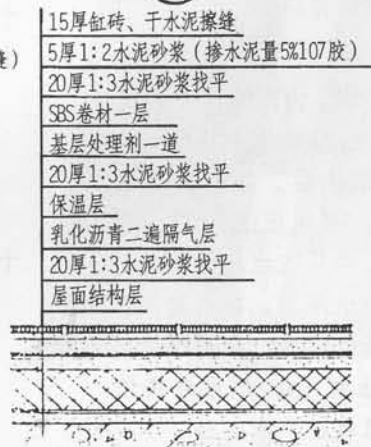 15厚缸砖、干水泥擦缝
缝)
5厚1:2水泥砂浆(掺水泥量5%107胶)
20厚1:3水泥砂浆找平
SBS卷材一层
基层处理剂一道
20厚1:3水泥砂浆找平
保温层
乳化沥青二遍隔气层
20厚1:3水泥砂浆找平
屋面结构层